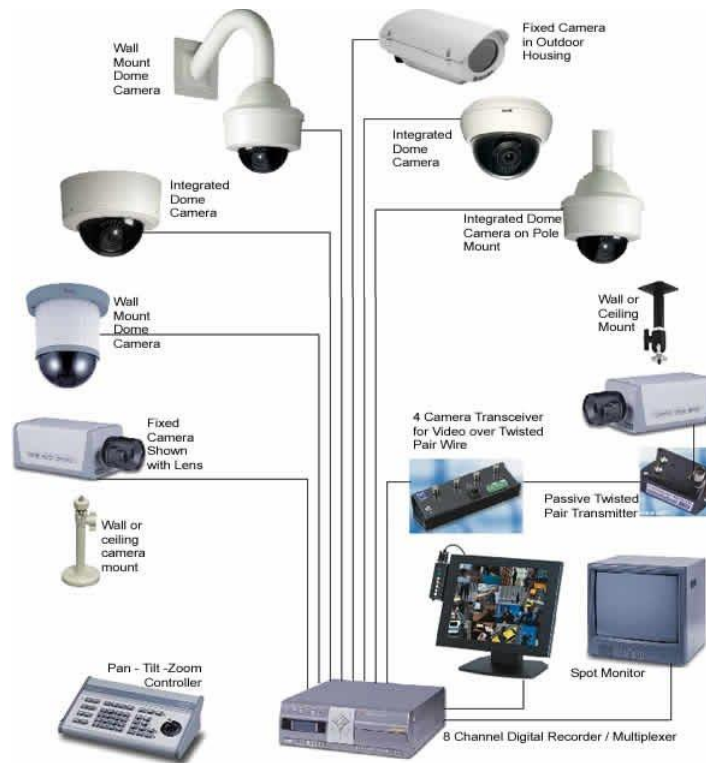 Wall
Mount
Dome
Camera
Fixed Camera
in Outdoor
Housing
Integrated
Dome
Camera
Integrated
Dome
Camera
Integrated Dome
Camera on Pole
Mount
Wall
Mount
Dome
Camera
Wall or
Ceiling
Mount
Fixed
Camera
Shown
with Lens
4 Camera Transceiver
for Video over Twisted
Pair Wire
Passive Twisted
Pair Transmitter
Wall or
ceiling
camera
mount
Pan - Tilt -Zoom
Controller
Spot Monitor
8 Channel Digital Recorder / Multiplexer